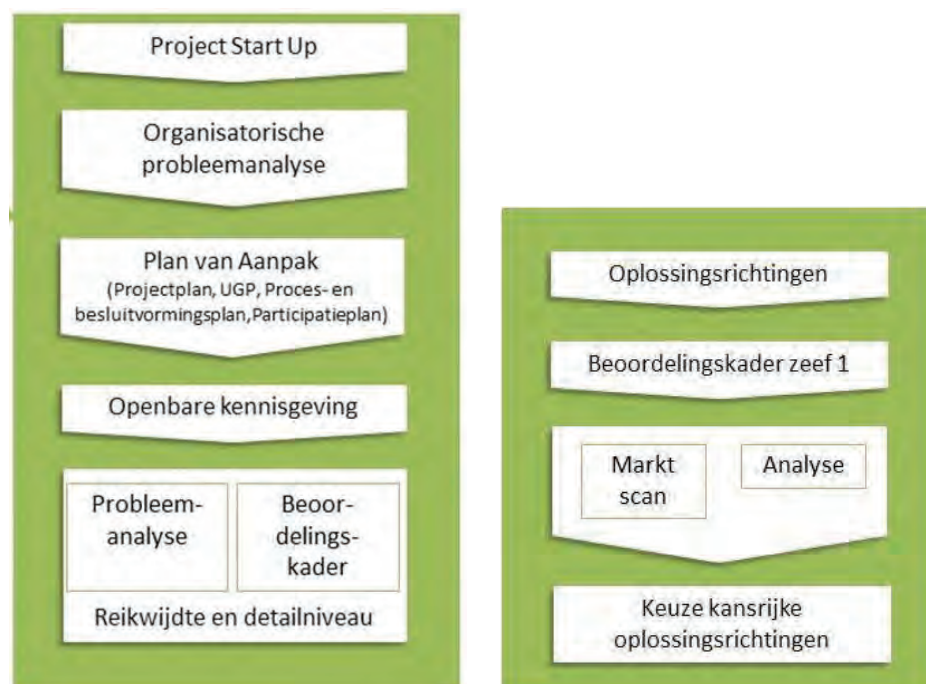 Project Start Up
Organisatorische
probleemanalyse
Plan van Aanpak
(Projectplan, UGP, Proces- en
besluitvormingsplan,Participatieplan)
Openbare kennisgeving
Probleem-
analyse
Beoor-
delings-
kader
Reikwijdte en detailniveau
Oplossingsrichtingen
Beoordelingskader zeef 1
Markt
scan
Analyse
Keuze kansrijke
oplossingsrichtingen